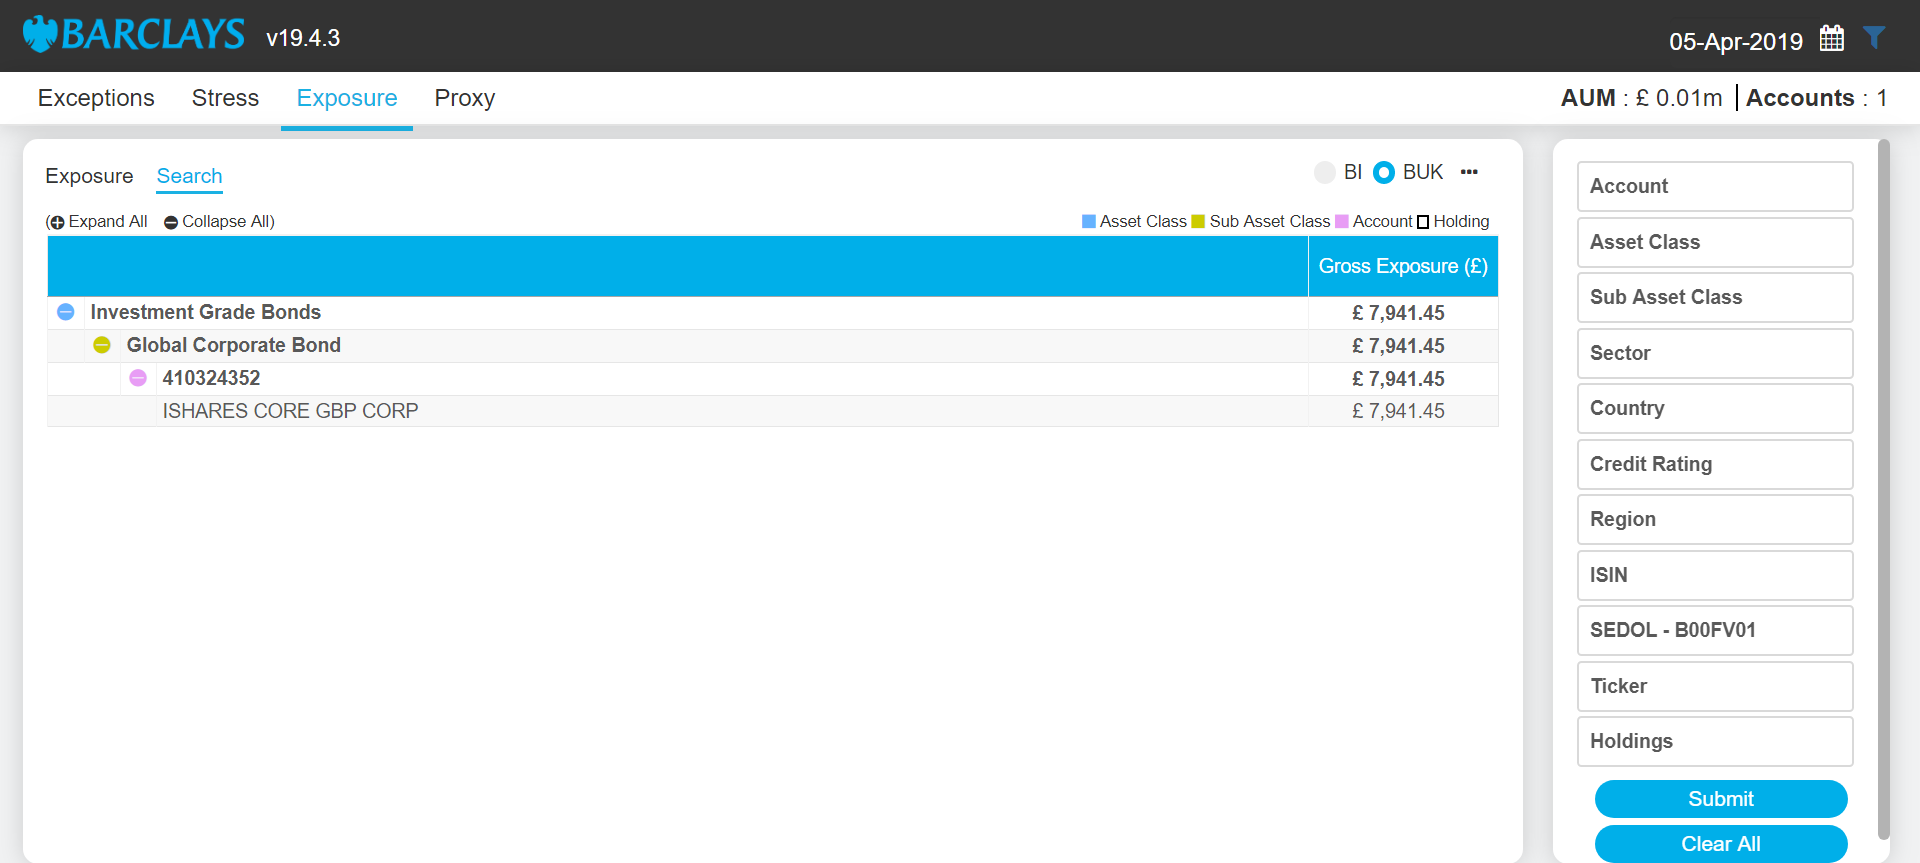 BARCLAYS v19.4.3 05-Apr-2019
Exceptions Stress Exposure Proxy AUM : £ 0.01m Accounts : 1
Exposure Search BI BUK
( Expand All Collapse All) Asset Class Sub Asset Class Account Holding
Gross Exposure (£)
Investment Grade Bonds £ 7,941.45
Global Corporate Bond £ 7,941.45
410324352 £ 7,941.45
ISHARES CORE GBP CORP £ 7,941.45
Account
Asset Class
Sub Asset Class
Sector
Country
Credit Rating
Region
ISIN
SEDOL - B00FV01
Ticker
Holdings
Submit
Clear All